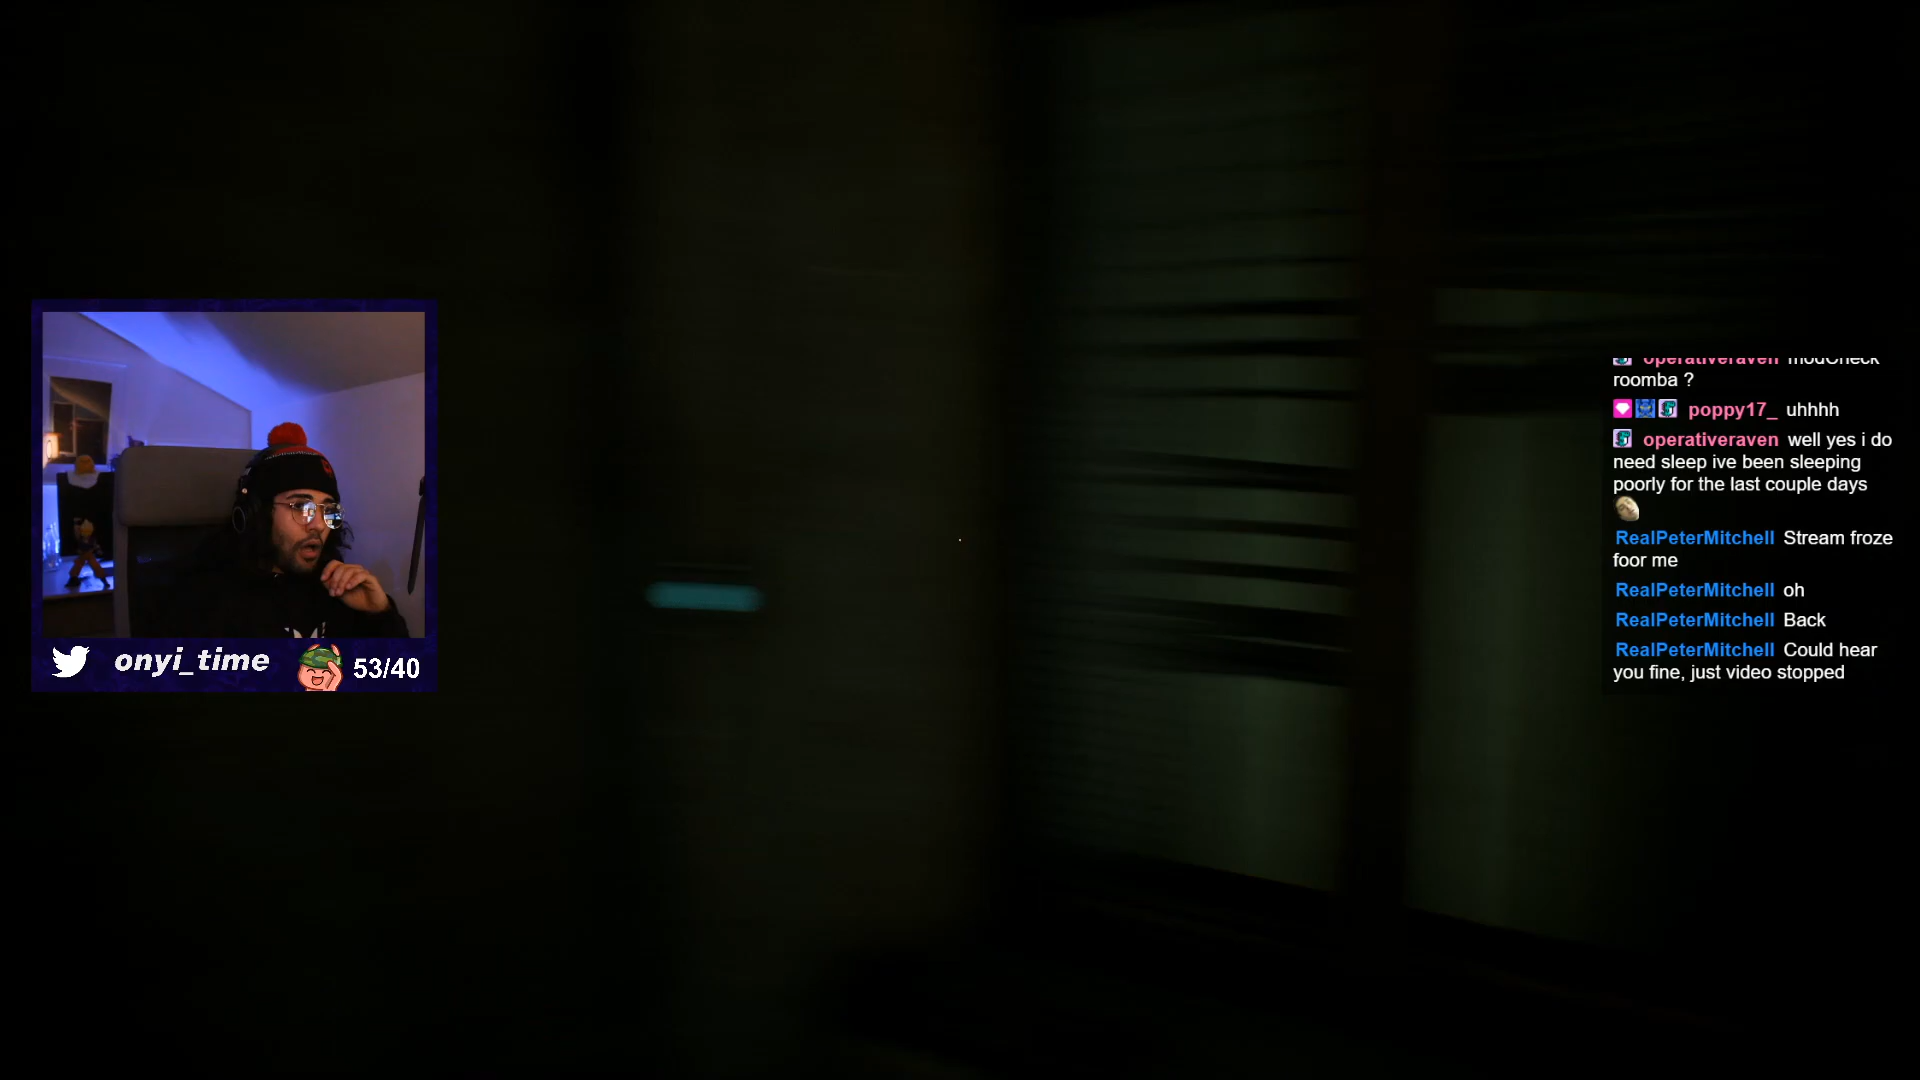 onyi_time
53/40
operativeraven modCheck
roomba ?
poppy17_ uhhhh
operativeraven well yes i do
need sleep ive been sleeping
poorly for the last couple days
RealPeterMitchell Stream froze
foor me
RealPeterMitchell oh
RealPeterMitchell Back
RealPeterMitchell Could hear
you fine, just video stopped